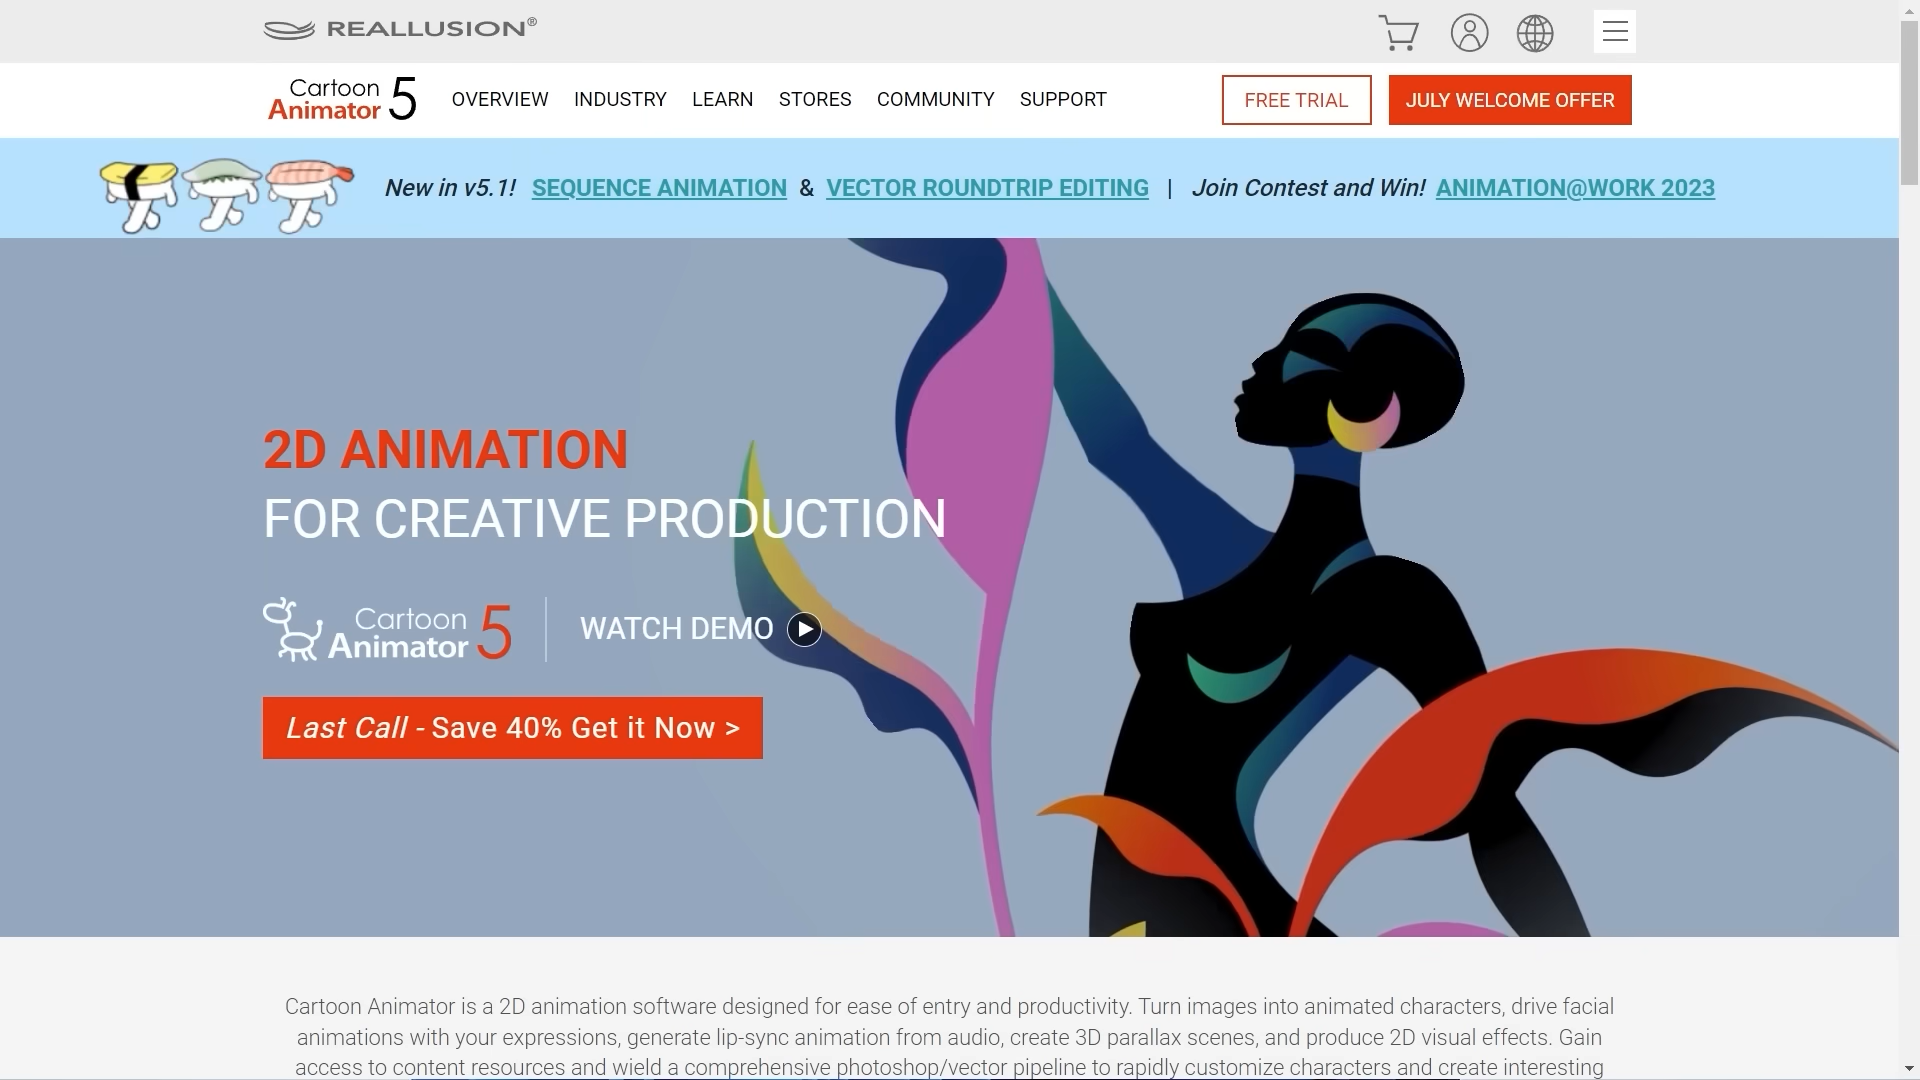 REALLUSION®
Cartoon Animator 5
OVERVIEW INDUSTRY LEARN STORES COMMUNITY SUPPORT
FREE TRIAL
JULY WELCOME OFFER
New in v5.1! SEQUENCE ANIMATION & VECTOR ROUNDTRIP EDITING | Join Contest and Win! ANIMATION@WORK 2023
2D ANIMATION
FOR CREATIVE PRODUCTION
Cartoon Animator 5
WATCH DEMO
Last Call - Save 40% Get it Now >
Cartoon Animator is a 2D animation software designed for ease of entry and productivity. Turn images into animated characters, drive facial
animations with your expressions, generate lip-sync animation from audio, create 3D parallax scenes, and produce 2D visual effects. Gain
access to content resources and wield a comprehensive photoshop/vector pipeline to rapidly customize characters and create interesting